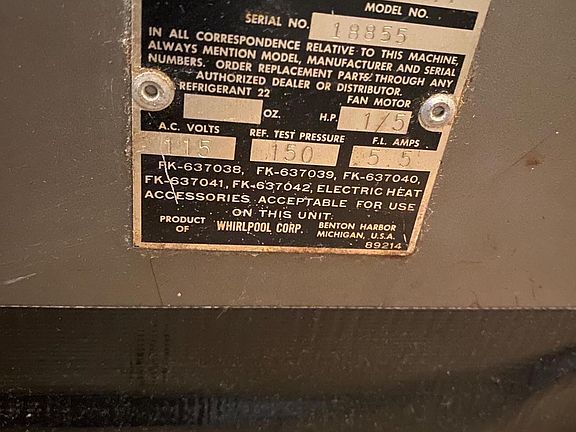 MODEL NO.
SERIAL NO. 18855
IN ALL CORRESPONDENCE RELATIVE TO THIS MACHINE,
ALWAYS MENTION MODEL, MANUFACTURER AND SERIAL
NUMBERS. ORDER REPLACEMENT PARTS THROUGH ANY
AUTHORIZED DEALER OR DISTRIBUTOR.
REFRIGERANT 22 FAN MOTOR
OZ. H.P. 1/5
A.C. VOLTS REF. TEST PRESSURE F.L. AMPS
115 150 5.5
FK-637038, FK-637039, FK-637040,
FK-637041, FK-637042, ELECTRIC HEAT
ACCESSORIES ACCEPTABLE FOR USE
ON THIS UNIT.
PRODUCT OF WHIRLPOOL CORP. BENTON HARBOR
MICHIGAN, U.S.A.
89214